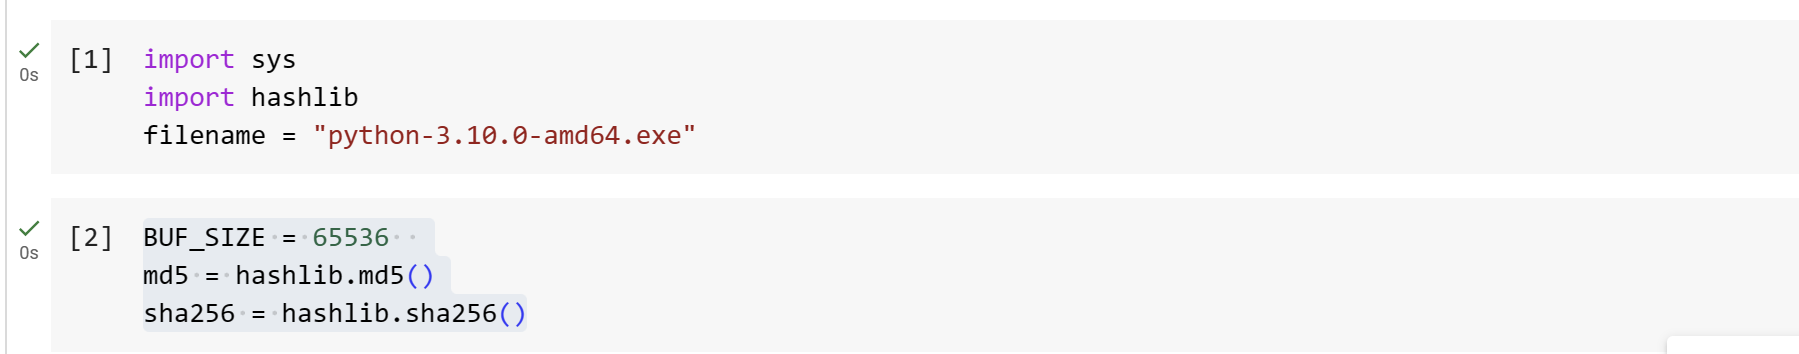 [1] import sys
import hashlib
filename = "python-3.10.0-amd64.exe"
0s
[2] BUF_SIZE = 65536
md5 = hashlib.md5()
sha256 = hashlib.sha256()
0s